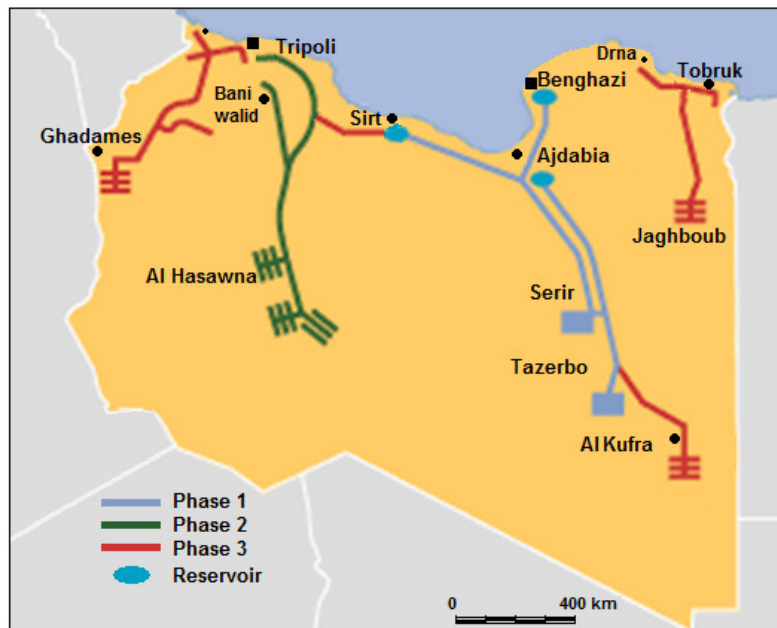 Tripoli
Drna
Benghazi
Tobruk
Bani
walid
Sirt
Ghadames
Ajdabia
Jaghboub
Al Hasawna
Serir
Tazerbo
Al Kufra
Phase 1
Phase 2
Phase 3
Reservoir
0 400 km